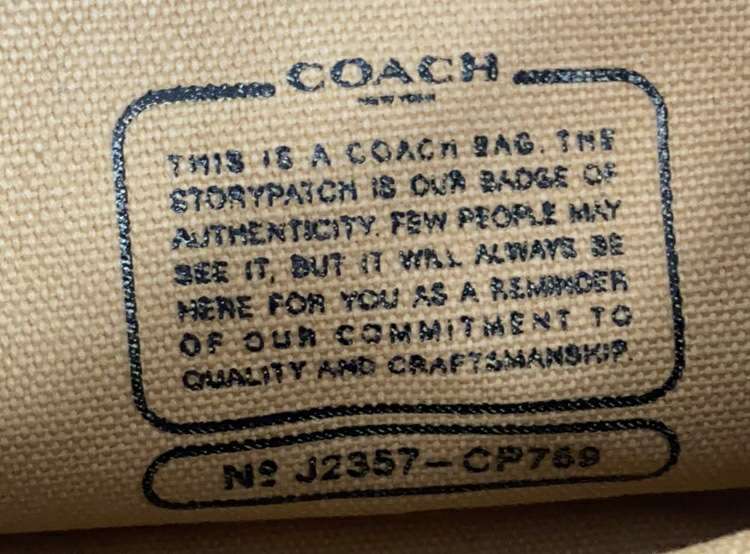 COACH
NEW YORK
THIS IS A COACH BAG. THE
STORYPATCH IS OUR BADGE OF
AUTHENTICITY. FEW PEOPLE MAY
SEE IT, BUT IT WILL ALWAYS BE
HERE FOR YOU AS A REMINDER
OF OUR COMMITMENT TO
QUALITY AND CRAFTSMANSHIP.
Nº J2357-CP769